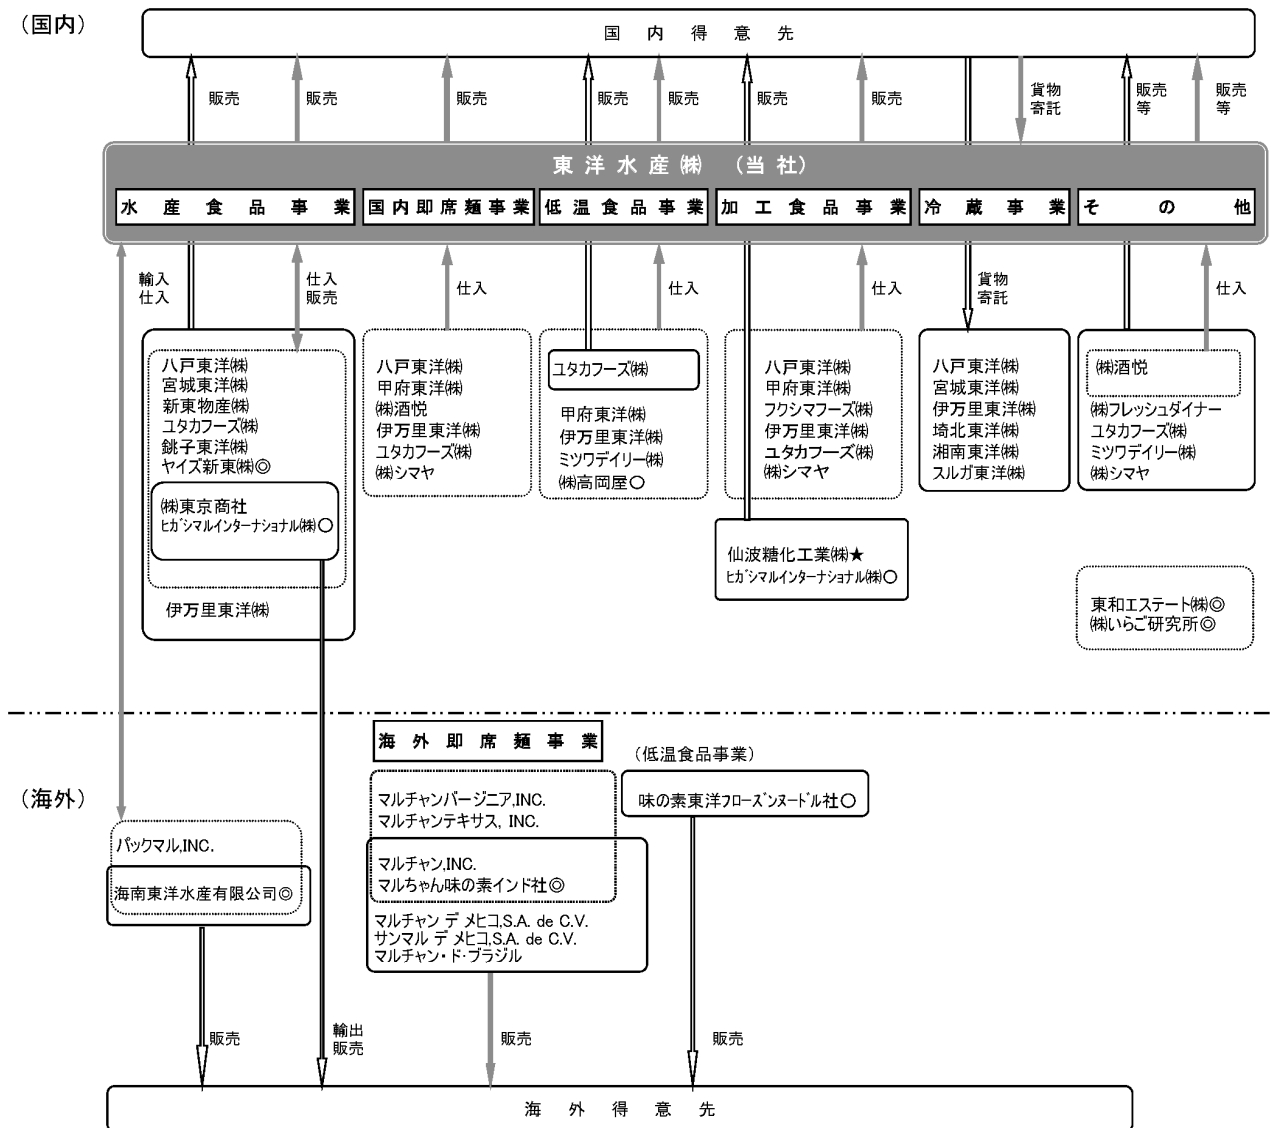 （国内）
国内得意先
販売
販売
販売
販売
販売
販売
販売
貨物
寄託
販売
等
販売
等
東洋水産㈱（当社）
水産食品事業
国内即席麺事業
低温食品事業
加工食品事業
冷蔵事業
その他
輸入
仕入
仕入
販売
仕入
仕入
仕入
貨物
寄託
仕入
八戸東洋㈱
宮城東洋㈱
新東物産㈱
ユタカフーズ㈱
銚子東洋㈱
ヤイズ新東㈱◎
㈱東京商社
ヒガシマルインターナショナル㈱○
伊万里東洋㈱
八戸東洋㈱
甲府東洋㈱
㈱酒悦
伊万里東洋㈱
ユタカフーズ㈱
㈱シマヤ
ユタカフーズ㈱
甲府東洋㈱
伊万里東洋㈱
ミツワデイリー㈱
㈱高岡屋○
八戸東洋㈱
甲府東洋㈱
フクシマフーズ㈱
伊万里東洋㈱
ユタカフーズ㈱
㈱シマヤ
仙波糖化工業㈱★
ヒガシマルインターナショナル㈱○
八戸東洋㈱
宮城東洋㈱
伊万里東洋㈱
埼北東洋㈱
湘南東洋㈱
スルガ東洋㈱
㈱酒悦
㈱フレッシュダイナー
ユタカフーズ㈱
ミツワデイリー㈱
㈱シマヤ
東和エステート㈱◎
㈱いらご研究所◎
（海外）
海外即席麺事業
（低温食品事業）
パックマル,INC.
海南東洋水産有限公司◎
マルチャンバージニア,INC.
マルチャンテキサス, INC.
マルチャン,INC.
マルちゃん味の素インド社◎
マルチャン デ メヒコ,S.A. de C.V.
サンマル デ メヒコ,S.A. de C.V.
マルチャン・ド・ブラジル
味の素東洋フローズンヌードル社○
販売
輸出
販売
販売
販売
海外得意先